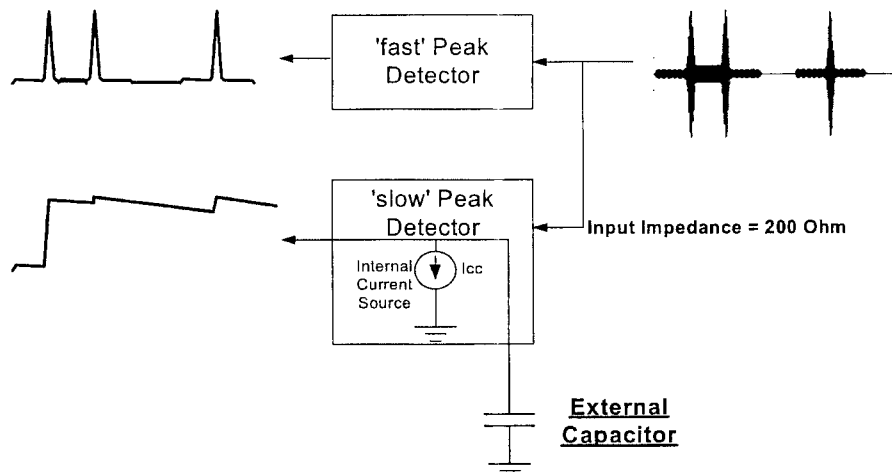 'fast' Peak
Detector
'slow' Peak
Detector
Input Impedance = 200 Ohm
Internal
Current
Source
Icc
External
Capacitor